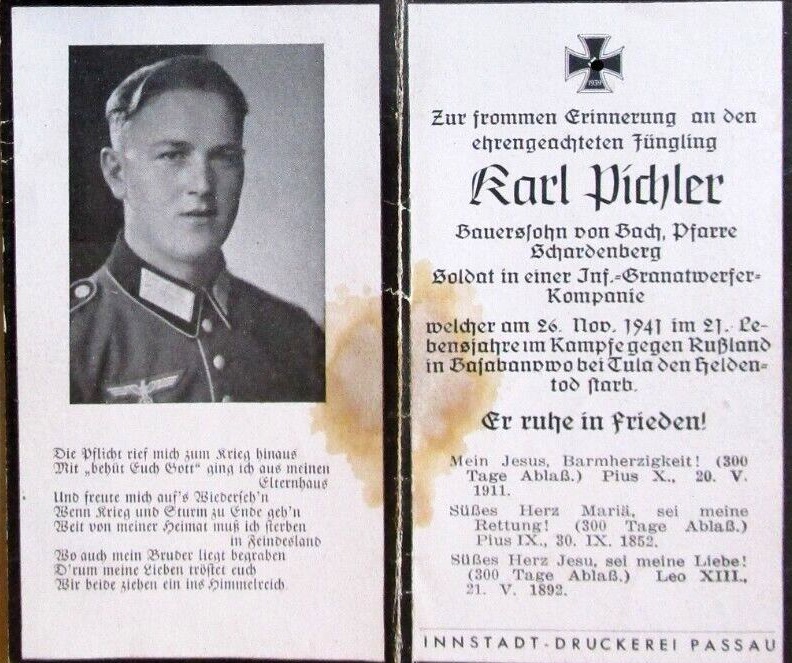 Die Pflicht rief mich zum Krieg hinaus
Mit „behüt Euch Gott“ ging ich aus meinen
Elternhaus
Und freute mich auf's Wiederseh'n
Wenn Krieg und Sturm zu Ende geh'n
Weit von meiner Heimat muß ich sterben
in Feindesland
Wo auch mein Bruder liegt begraben
D'rum meine Lieben tröstet euch
Wir beide ziehen ein ins Himmelreich
1939
Zur frommen Erinnerung an den
ehrengeachteten Jüngling
Karl Pichler
Bauerssohn von Bach, Pfarre
Schardenberg
Soldat in einer Inf.-Granatwerfer-
Kompanie
welcher am 26. Nov. 1941 im 21. Le-
bensjahre im Kampfe gegen Rußland
in Basabanowo bei Tula den Helden-
tod starb.
Er ruhe in Frieden!
Mein Jesus, Barmherzigkeit! (300
Tage Ablaß.) Pius X., 20. V.
1911.
Süßes Herz Mariä, sei meine
Rettung! (300 Tage Ablaß.)
Pius IX., 30. IX. 1852.
Süßes Herz Jesu, sei meine Liebe!
(300 Tage Ablaß.) Leo XIII.,
21. V. 1892.
INNSTADT-DRUCKEREI PASSAU